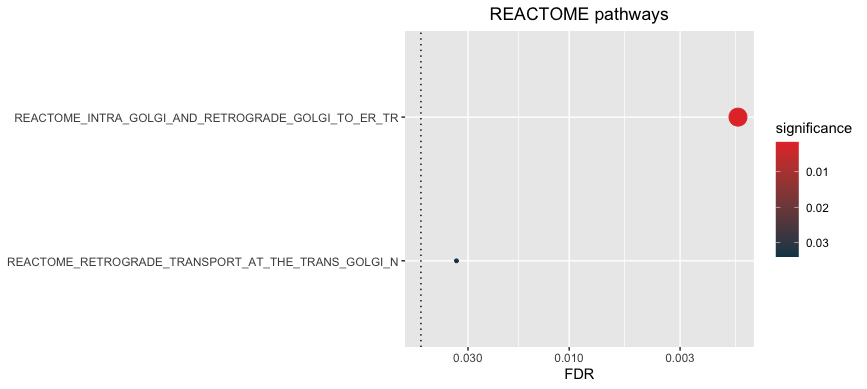 REACTOME pathways
REACTOME_INTRA_GOLGI_AND_RETROGRADE_GOLGI_TO_ER_TR
REACTOME_RETROGRADE_TRANSPORT_AT_THE_TRANS_GOLGI_N
0.030
0.010
0.003
FDR
significance
0.01
0.02
0.03